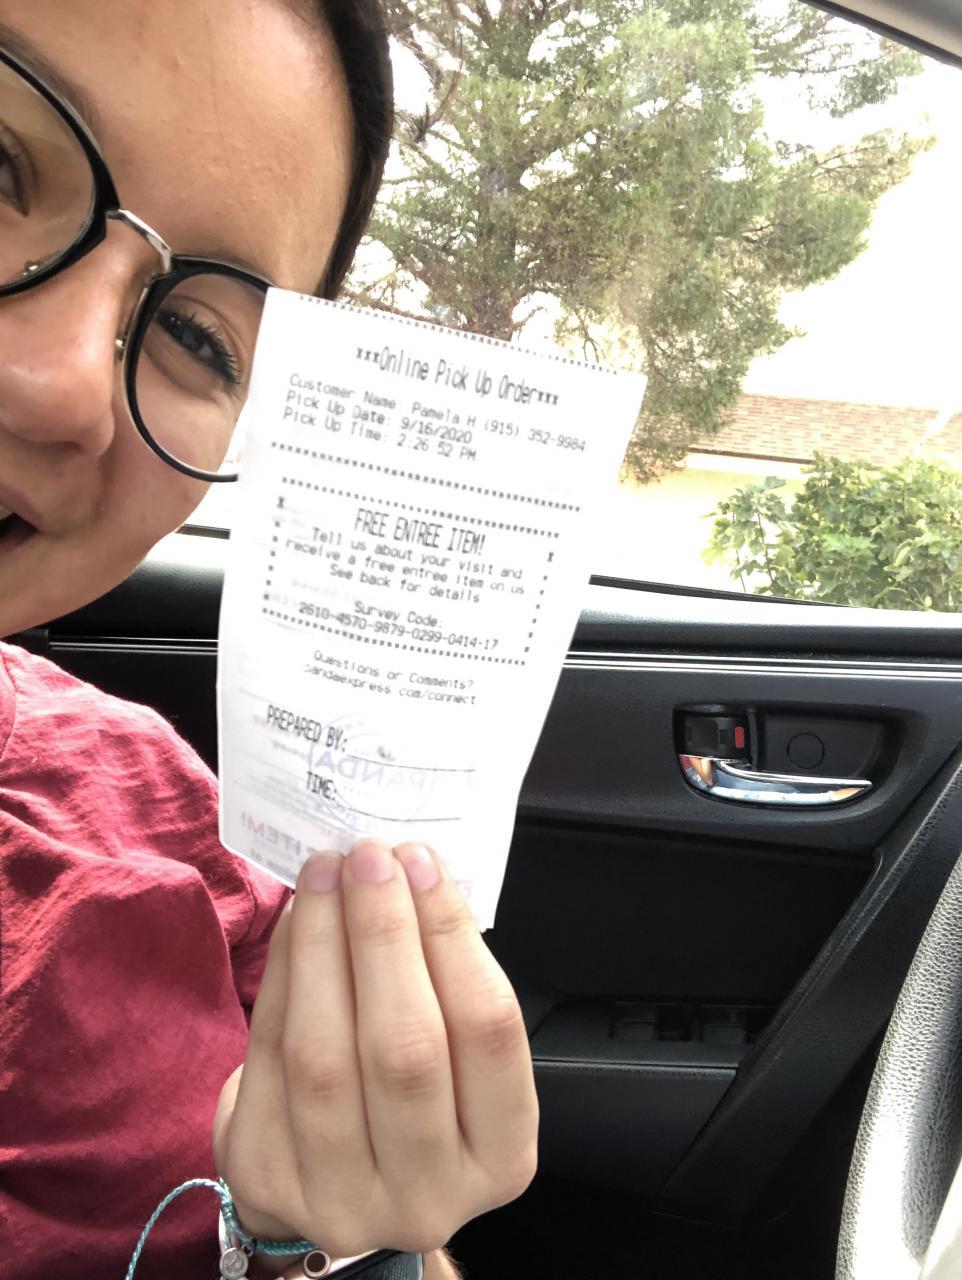 ***Online Pick Up Order***
Customer Name: Pamela H (915) 352-9984
Pick Up Date: 9/16/2020
Pick Up Time: 2:26:52 PM
FREE ENTREE ITEM!
Tell us about your visit and
receive a free entree item on us
See back for details
Survey Code:
2610-4570-9879-0299-0414-17
Questions or Comments?
pandaexpress.com/connect
PREPARED BY:
TIME:
PANDA
ITEM!